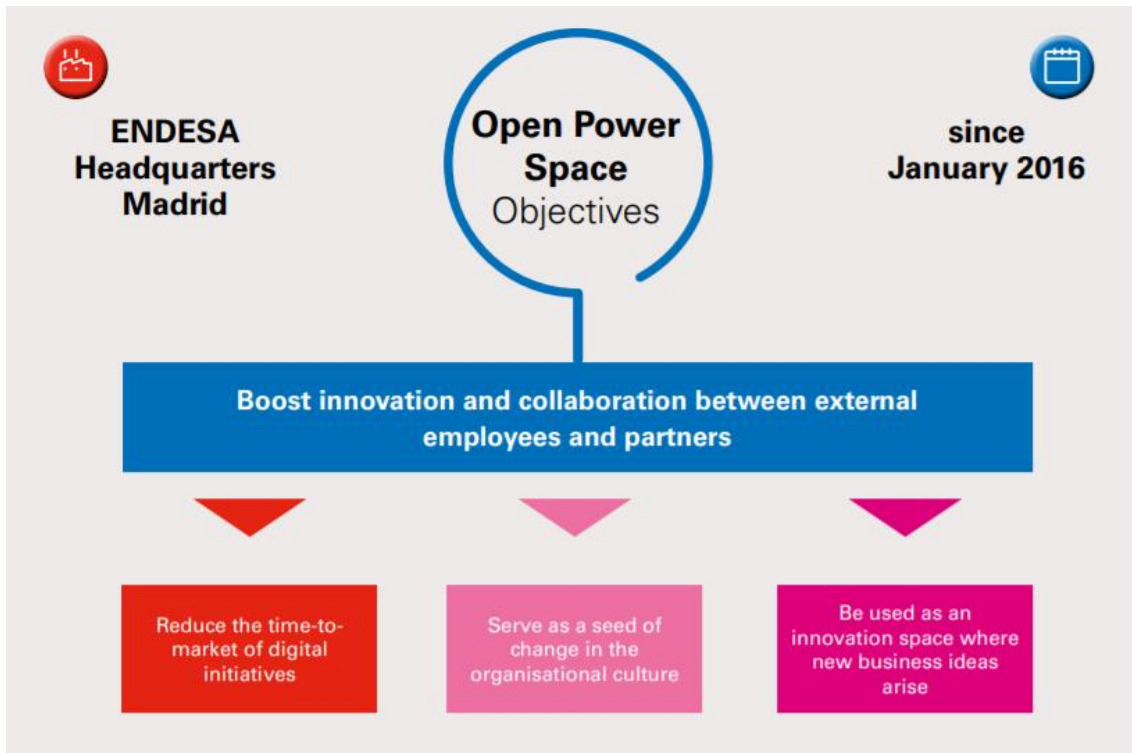 ENDESA
Headquarters
Madrid
Open Power
Space
Objectives
since
January 2016
Boost innovation and collaboration between external
employees and partners
Reduce the time-to-
market of digital
initiatives
Serve as a seed of
change in the
organisational culture
Be used as an
innovation space where
new business ideas
arise